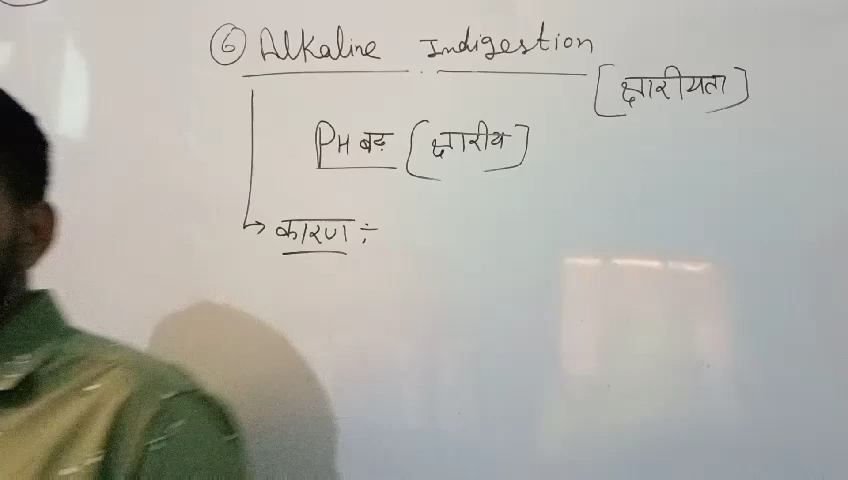 ⑥ Alkaline Indigestion
[क्षारीयता]
PH बढ़ [क्षारीय]
→ कारण ÷